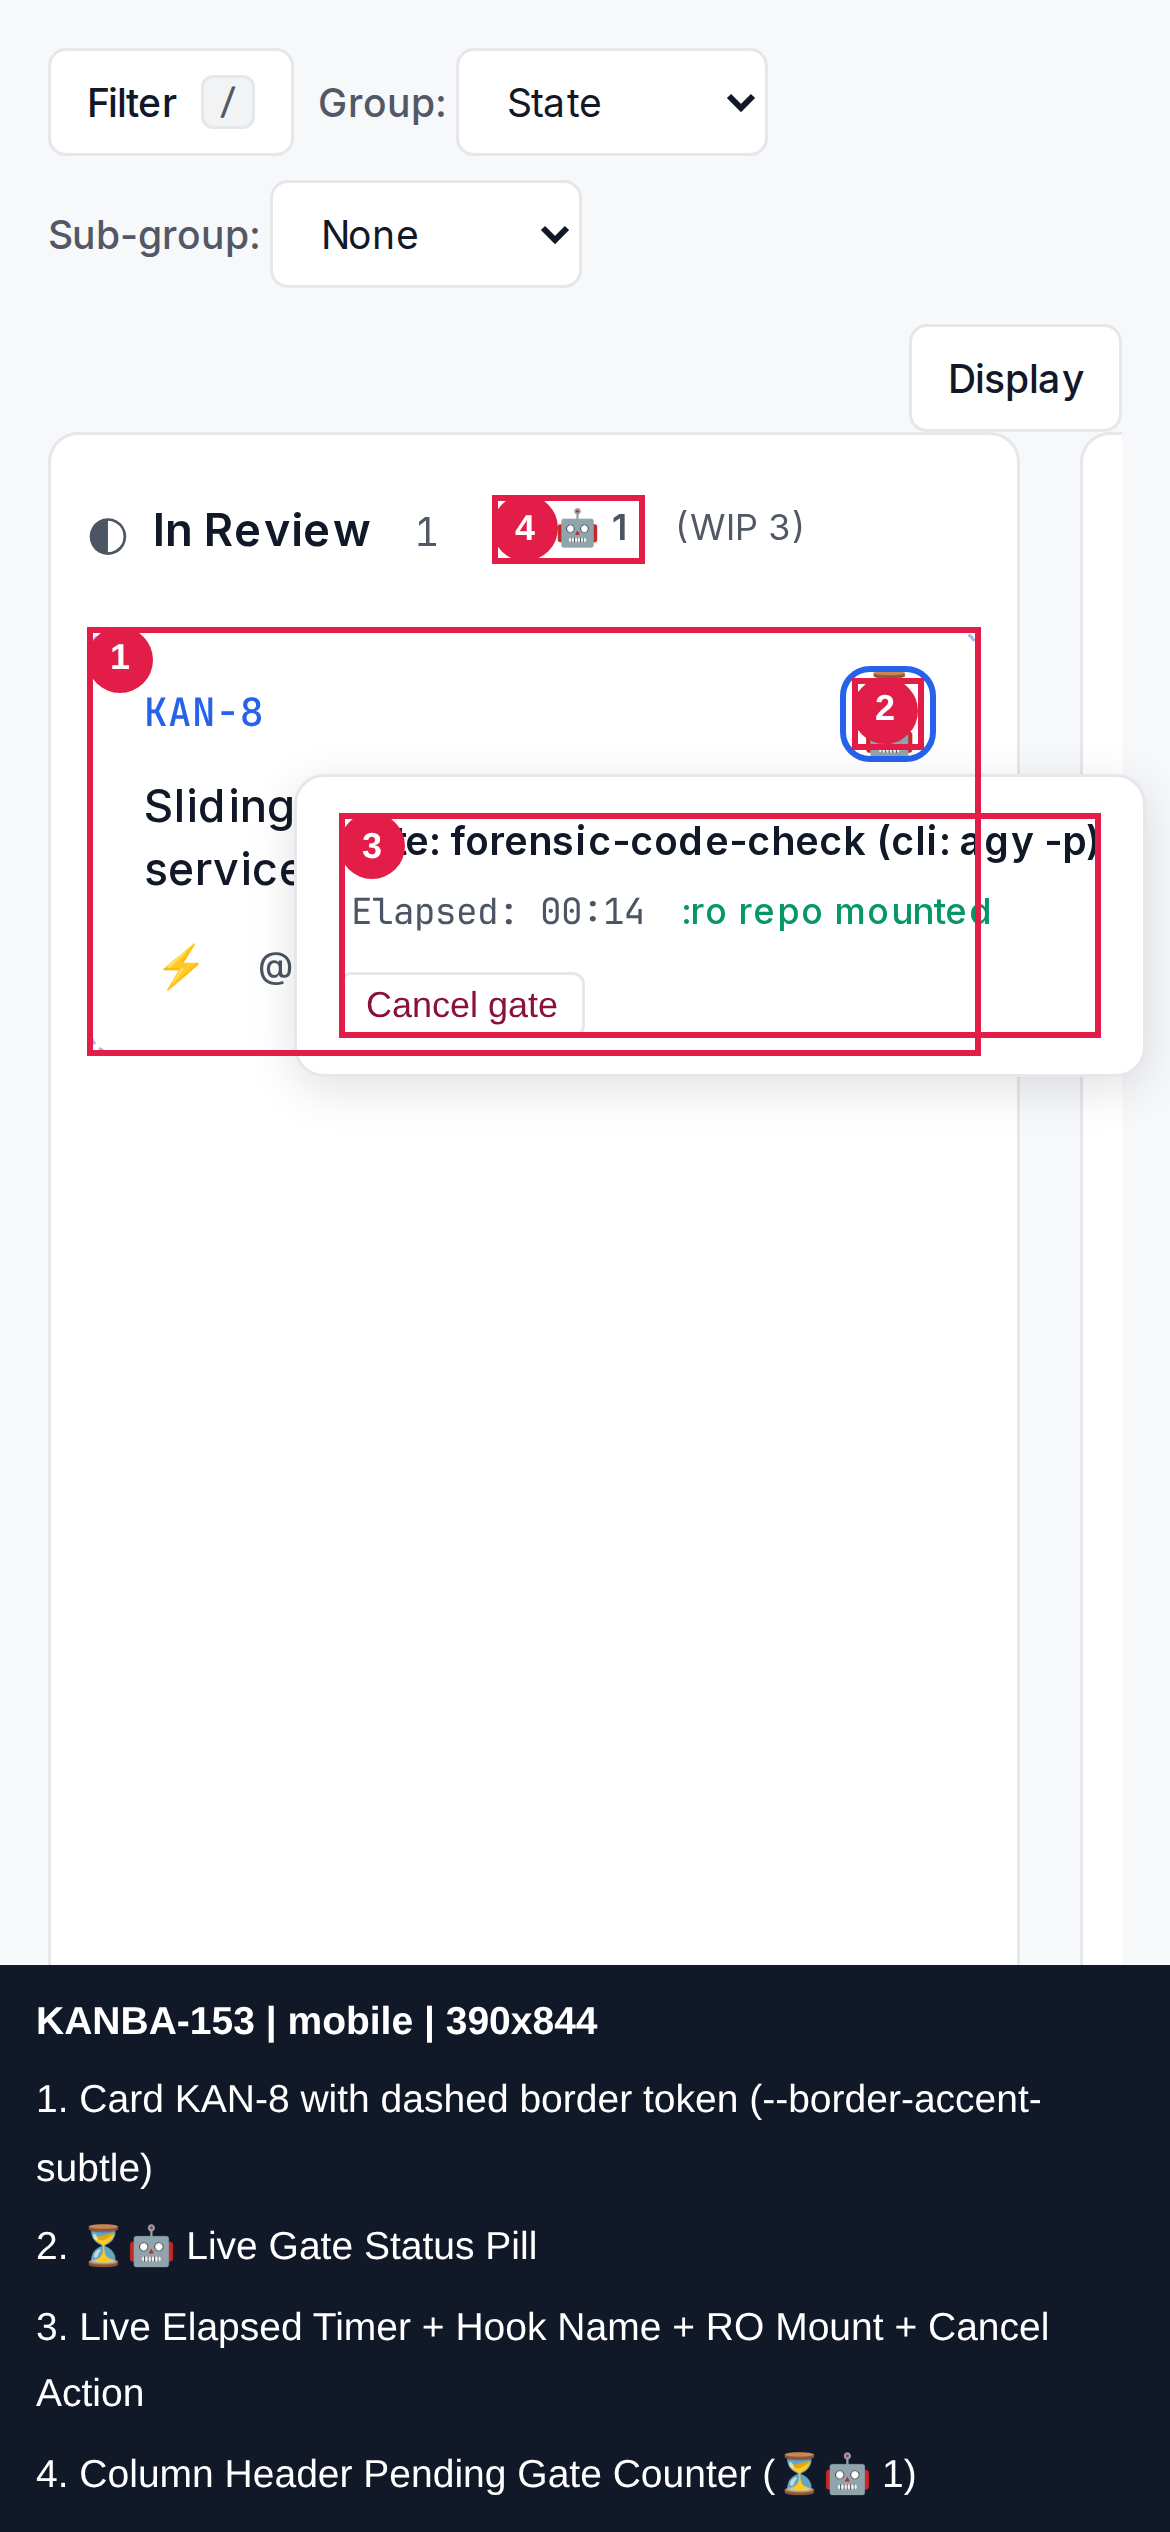 Filter / Group: State
Sub-group: None
Display
In Review 1 4 🤖 1 (WIP 3)
1
KAN-8 2
Sliding
service
⚡ @
3 te: forensic-code-check (cli: agy -p)
Elapsed: 00:14 :ro repo mounted
Cancel gate
KANBA-153 | mobile | 390x844
1. Card KAN-8 with dashed border token (--border-accent-
subtle)
2. ⏳🤖 Live Gate Status Pill
3. Live Elapsed Timer + Hook Name + RO Mount + Cancel
Action
4. Column Header Pending Gate Counter (⏳🤖 1)